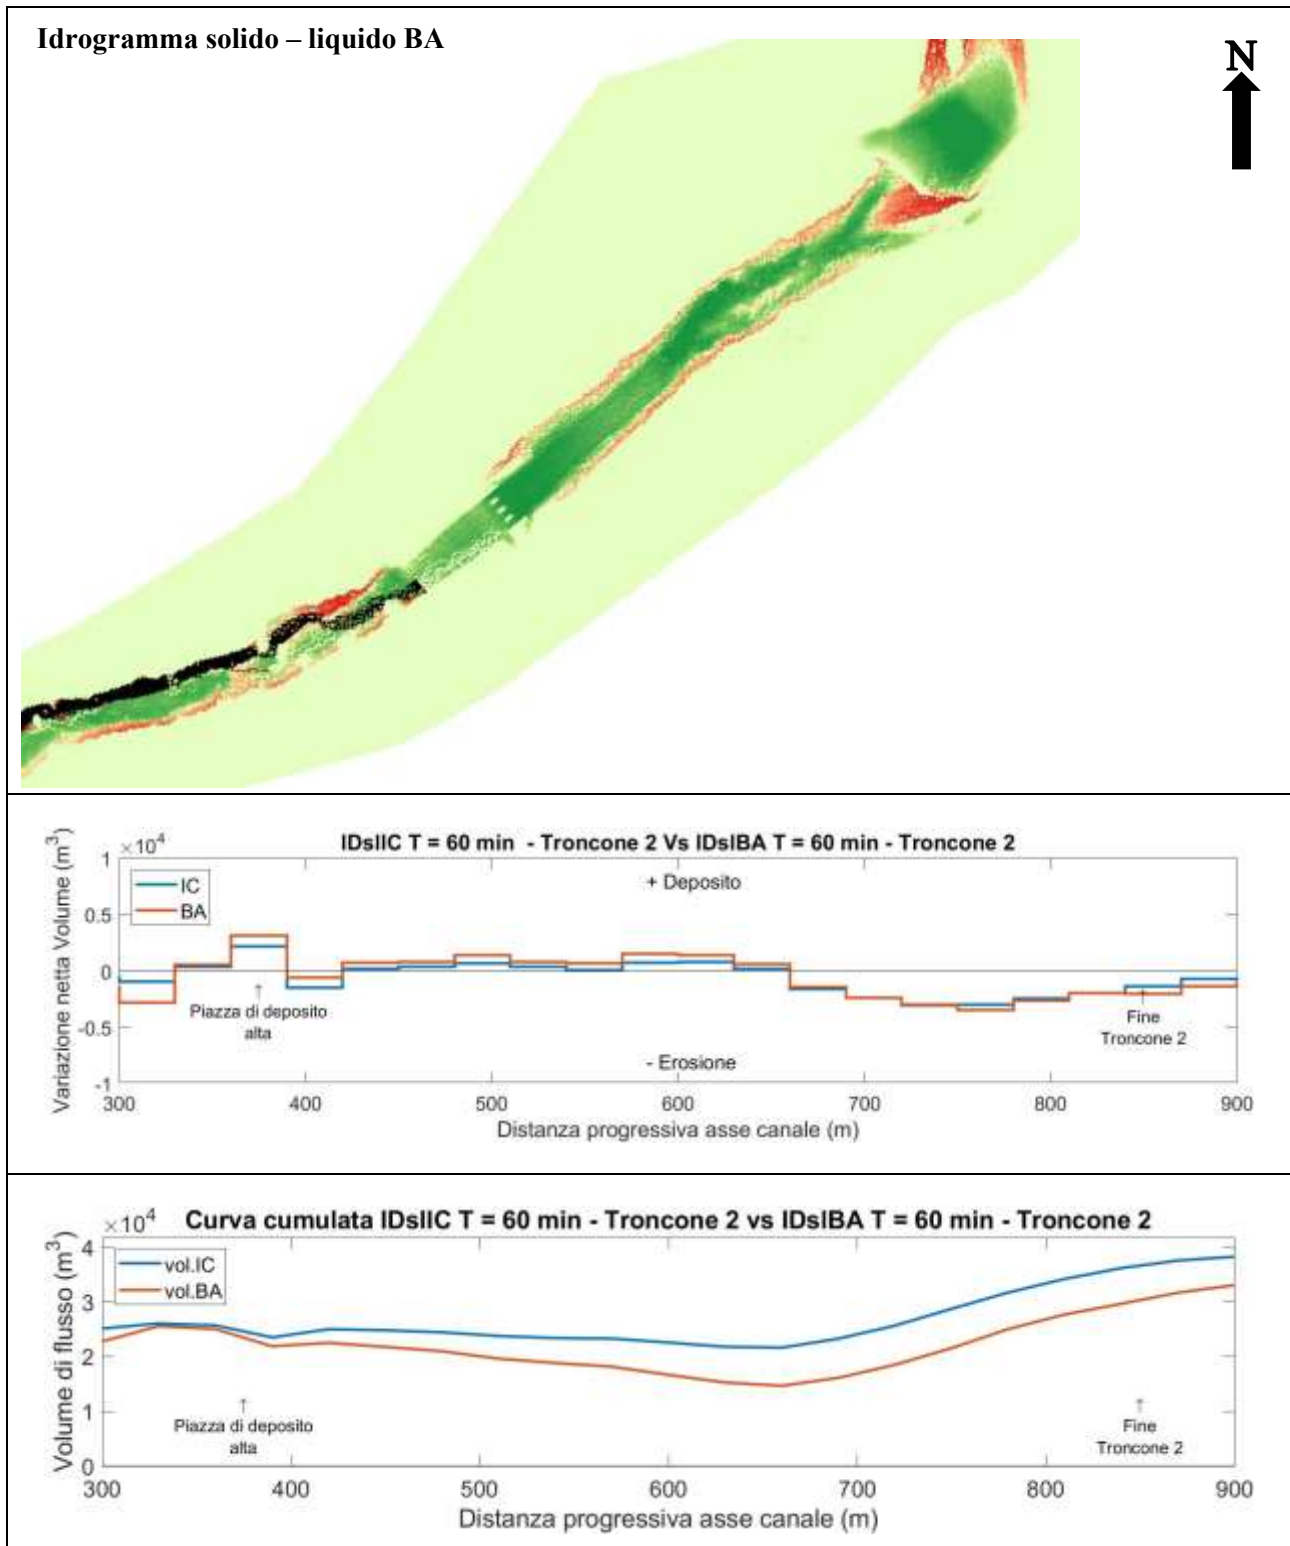 Idrogramma solido – liquido BA
N
IDslIC T = 60 min - Troncone 2 Vs IDslBA T = 60 min - Troncone 2
×10⁴
Variazione netta Volume (m³)
1
0.5
0
-0.5
-1
IC
BA
+ Deposito
↑
Piazza di deposito
alta
- Erosione
↑
Fine
Troncone 2
300 400 500 600 700 800 900
Distanza progressiva asse canale (m)
Curva cumulata IDslIC T = 60 min - Troncone 2 vs IDslBA T = 60 min - Troncone 2
×10⁴
Volume di flusso (m³)
4
3
2
1
0
vol.IC
vol.BA
↑
Piazza di deposito
alta
↑
Fine
Troncone 2
300 400 500 600 700 800 900
Distanza progressiva asse canale (m)